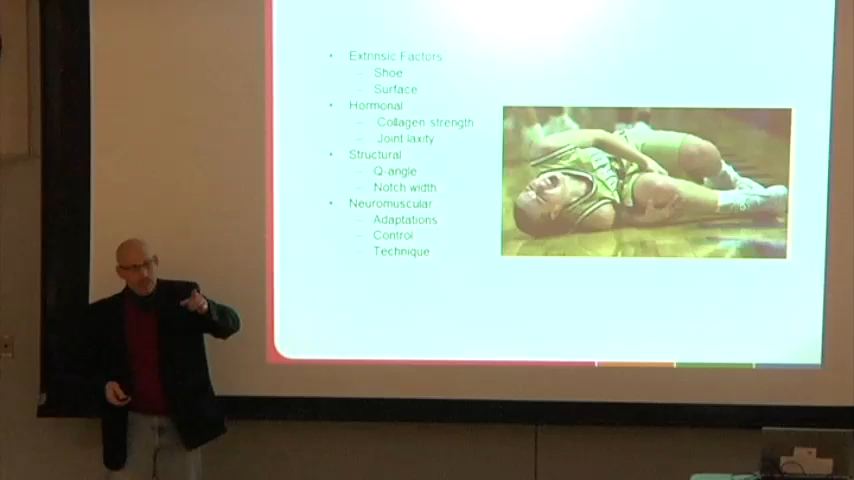 • Extrinsic Factors
– Shoe
– Surface
• Hormonal
– Collagen strength
– Joint laxity
• Structural
– Q-angle
– Notch width
• Neuromuscular
– Adaptations
– Control
– Technique